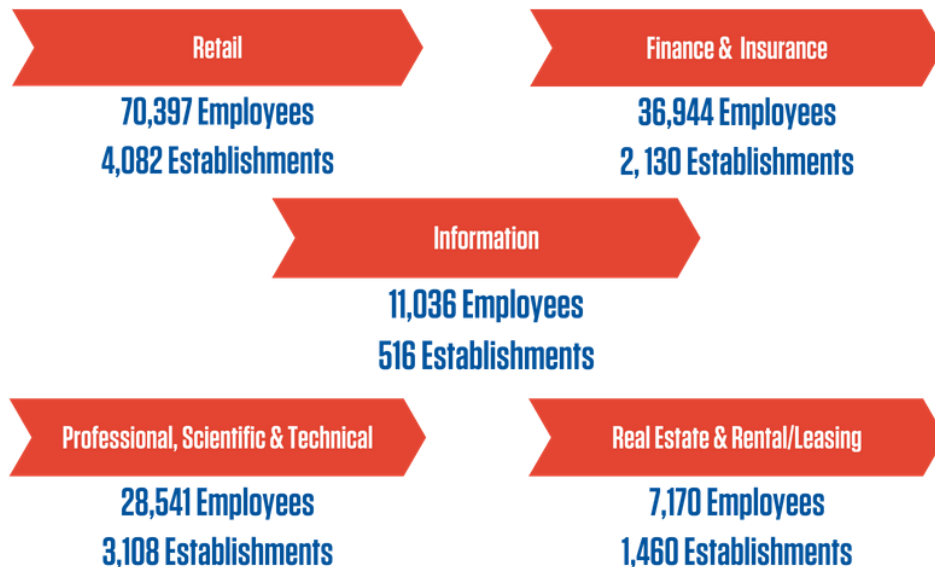 Retail
70,397 Employees
4,082 Establishments
Finance & Insurance
36,944 Employees
2, 130 Establishments
Information
11,036 Employees
516 Establishments
Professional, Scientific & Technical
28,541 Employees
3,108 Establishments
Real Estate & Rental/Leasing
7,170 Employees
1,460 Establishments